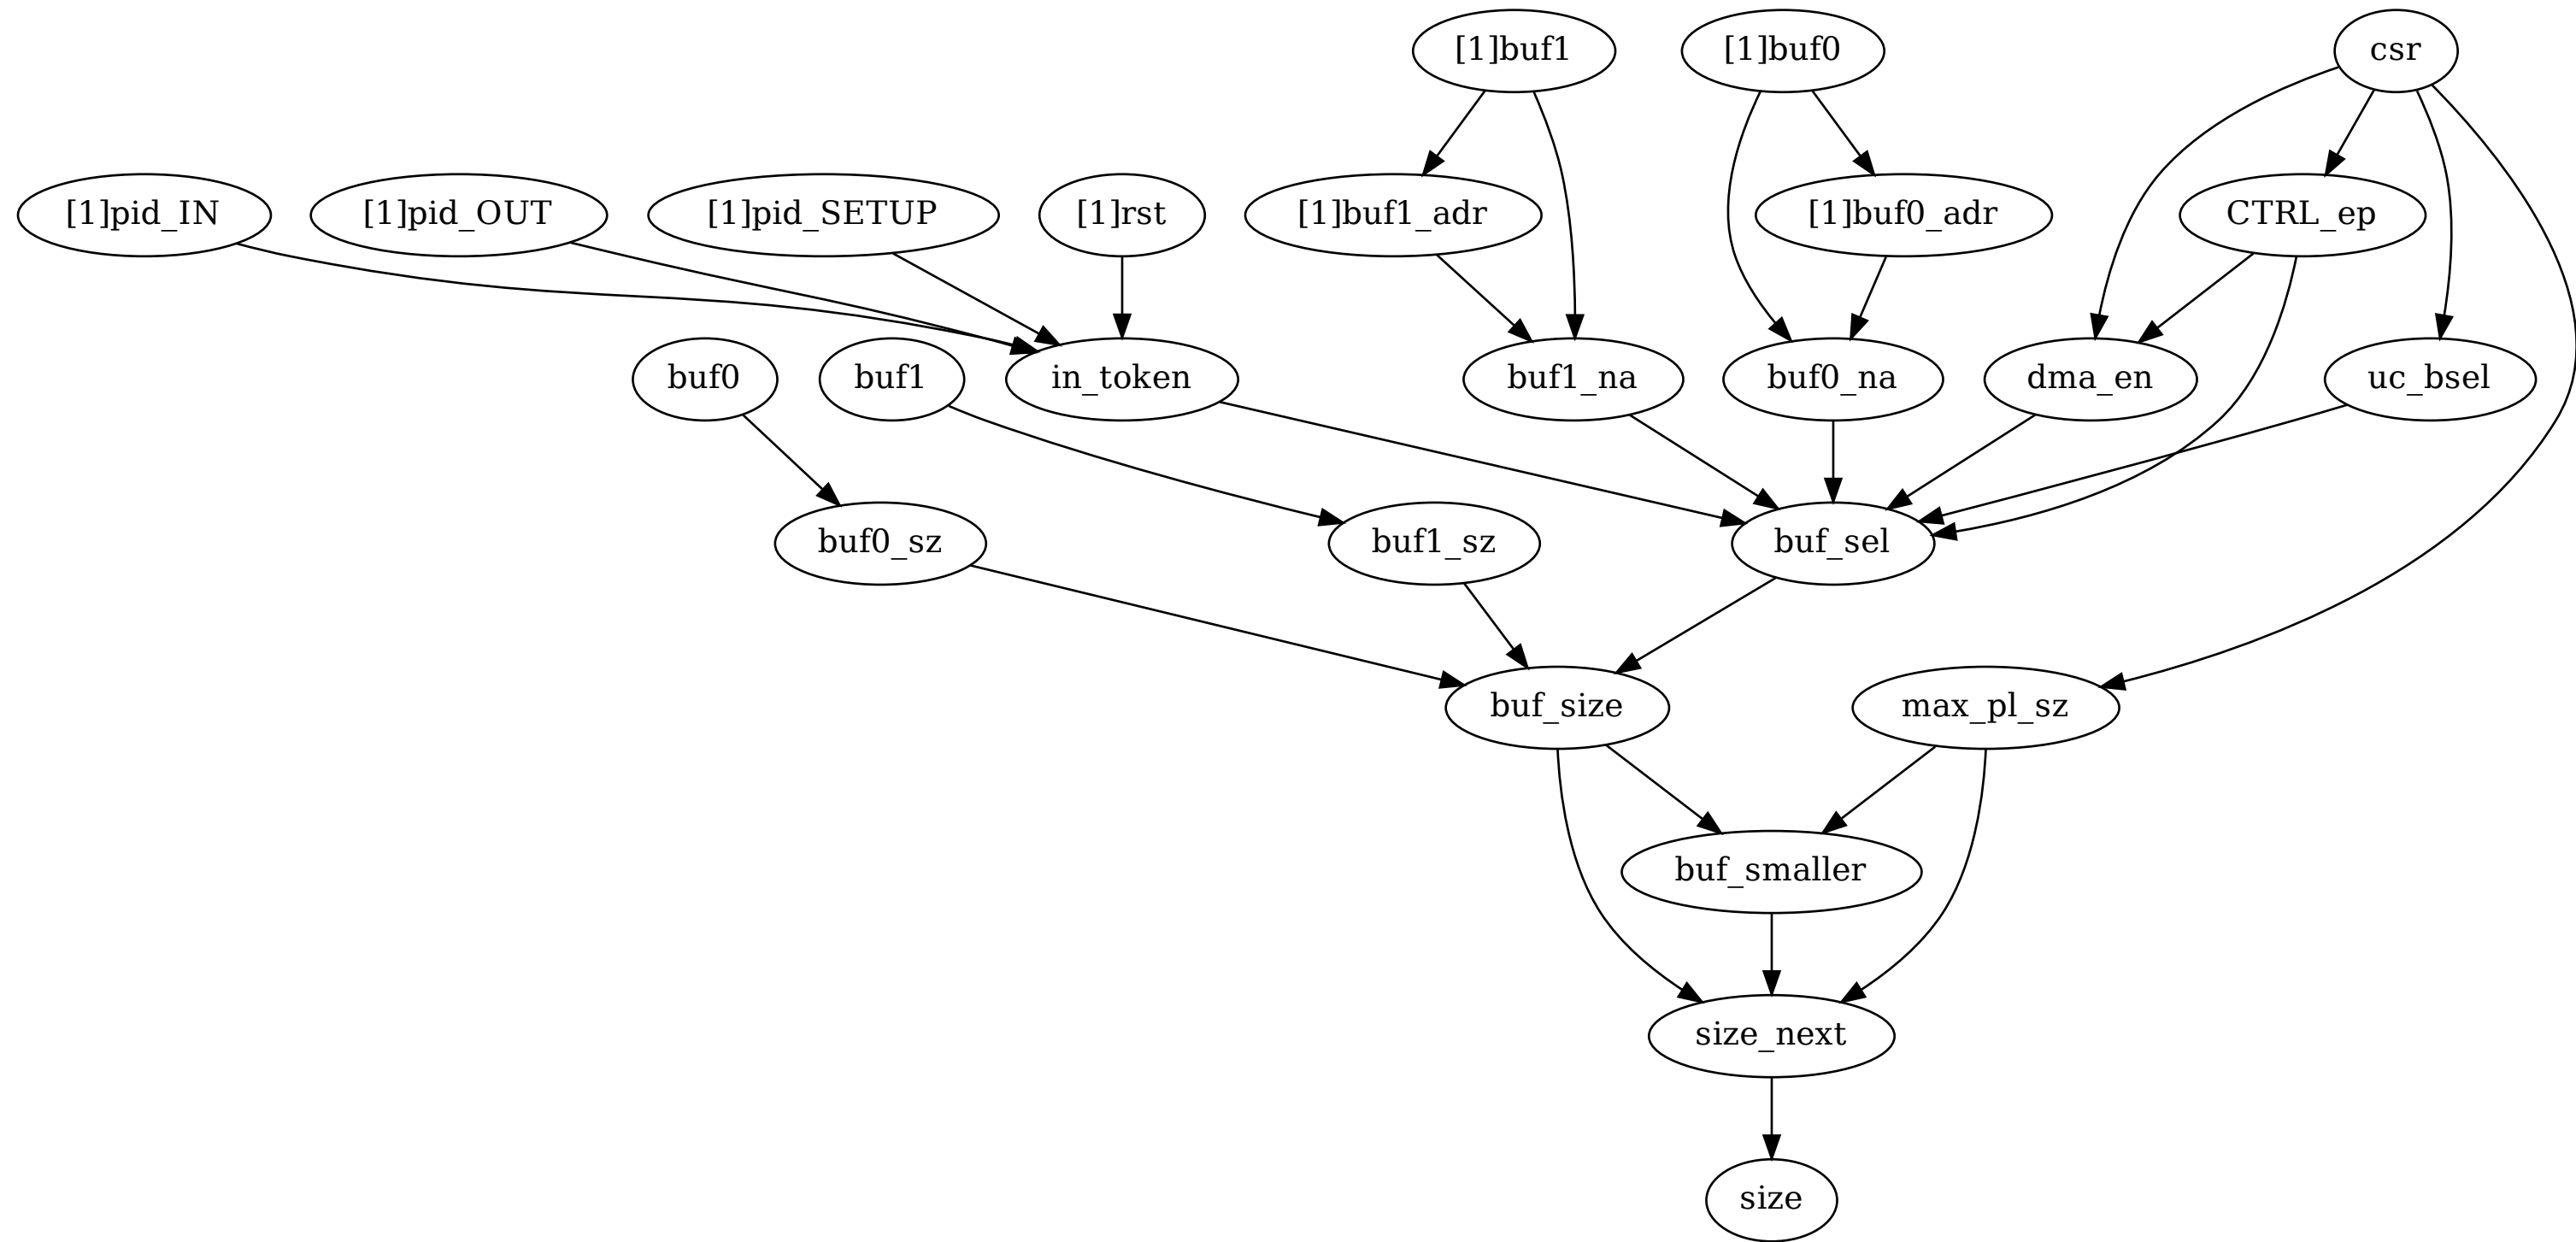 [1]buf1
[1]buf0
csr
[1]pid_IN
[1]pid_OUT
[1]pid_SETUP
[1]rst
[1]buf1_adr
[1]buf0_adr
CTRL_ep
buf0
buf1
in_token
buf1_na
buf0_na
dma_en
uc_bsel
buf0_sz
buf1_sz
buf_sel
buf_size
max_pl_sz
buf_smaller
size_next
size